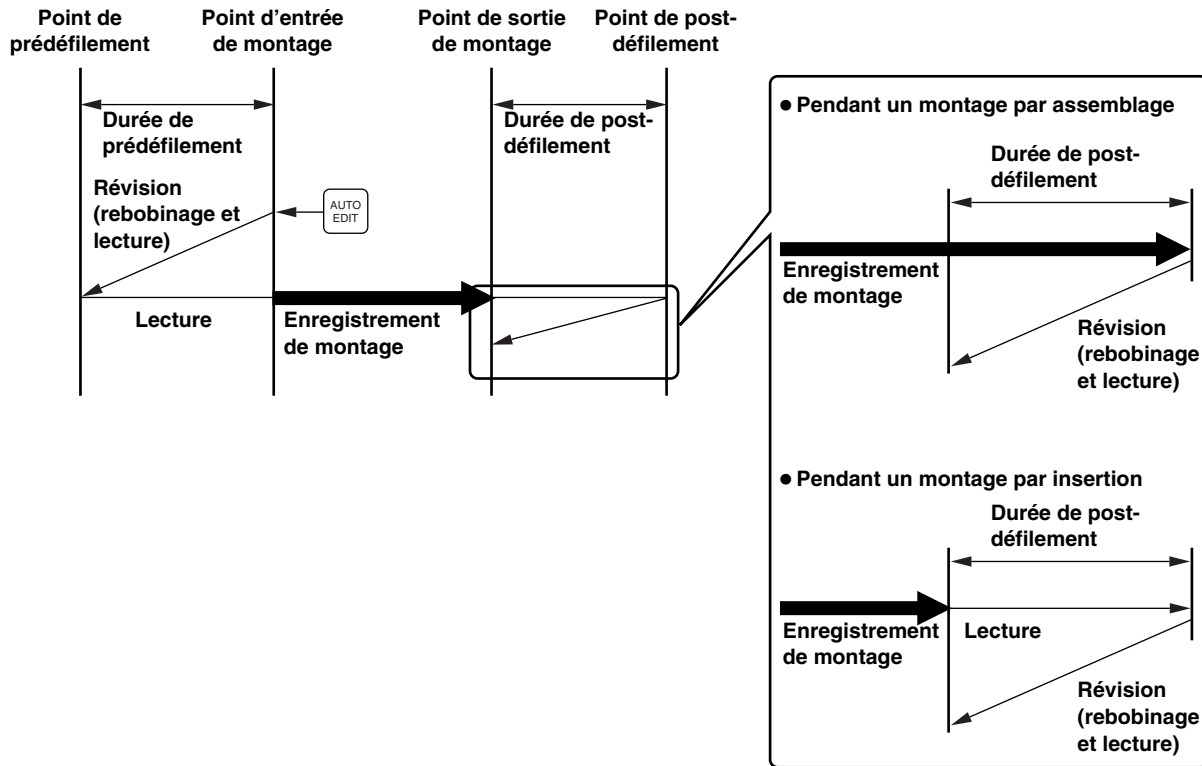 Point de
prédéfilement
Point d’entrée
de montage
Point de sortie
de montage
Point de post-
défilement
Durée de
prédéfilement
Durée de post-
défilement
Révision
(rebobinage et
lecture)
AUTO
EDIT
Lecture
Enregistrement
de montage
● Pendant un montage par assemblage
Durée de post-
défilement
Enregistrement
de montage
Révision
(rebobinage
et lecture)
● Pendant un montage par insertion
Durée de post-
défilement
Enregistrement
de montage
Lecture
Révision
(rebobinage
et lecture)